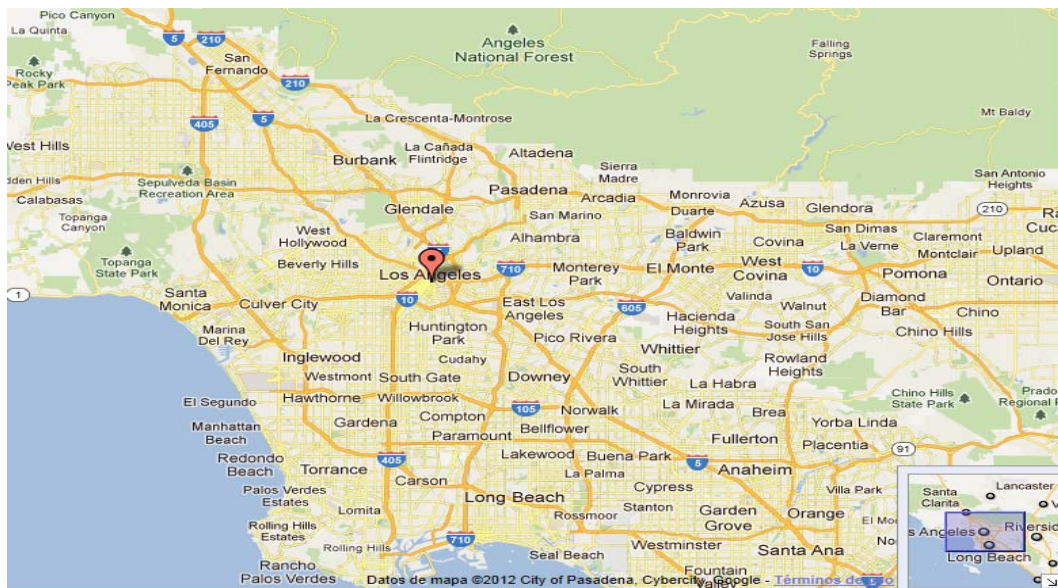 Pico Canyon
La Quinta
5
210
San
Fernando
Angeles
National Forest
Falling
Springs
Rocky
Peak Park
210
Mt Baldy
405
5
La Crescenta-Montrose
West Hills
La Cañada
Flintridge
Burbank
Altadena
Sierra
Madre
San Antonio
Heights
Sepulveda Basin
Recreation Area
Calabasas
Pasadena
Arcadia
Monrovia
Duarte
Azusa
Glendora
210
Topanga
Canyon
Glendale
San Marino
San Dimas
La Verne
Claremont
Montclair
Upland
West
Hollywood
Alhambra
Baldwin
Park
Covina
Topanga
State Park
Beverly Hills
Los Angeles
710
Monterey
Park
El Monte
West
Covina
10
Pomona
Ontario
1
Santa
Monica
Culver City
10
East Los
Angeles
605
Valinda
Walnut
Diamond
Bar
Chino
Marina
Del Rey
Huntington
Park
Pico Rivera
Hacienda
Heights
South San
Jose Hills
Chino Hills
Inglewood
Cudahy
Whittier
Rowland
Heights
Westmont
South Gate
Downey
South
Whittier
La Habra
Chino Hills
State Park
El Segundo
Hawthorne
Willowbrook
105
Norwalk
La Mirada
Brea
Manhattan
Beach
Gardena
Compton
Bellflower
Yorba Linda
Paramount
Fullerton
Placentia
91
Redondo
Beach
Torrance
405
Lakewood
Buena Park
5
Anaheim
Carson
La Palma
Palos Verdes
Estates
Lomita
Long Beach
Cypress
Villa Park
Stanton
Rossmoor
Garden
Grove
Orange
Rolling Hills
Estates
Rolling Hills
710
Seal Beach
Westminster
Santa Ana
Rancho
Palos Verdes
Fountain
Valley
5
Santa
Clarita
Lancaster
Long Beach
Datos de mapa ©2012 City of Pasadena, Cybercity, Google - Términos de